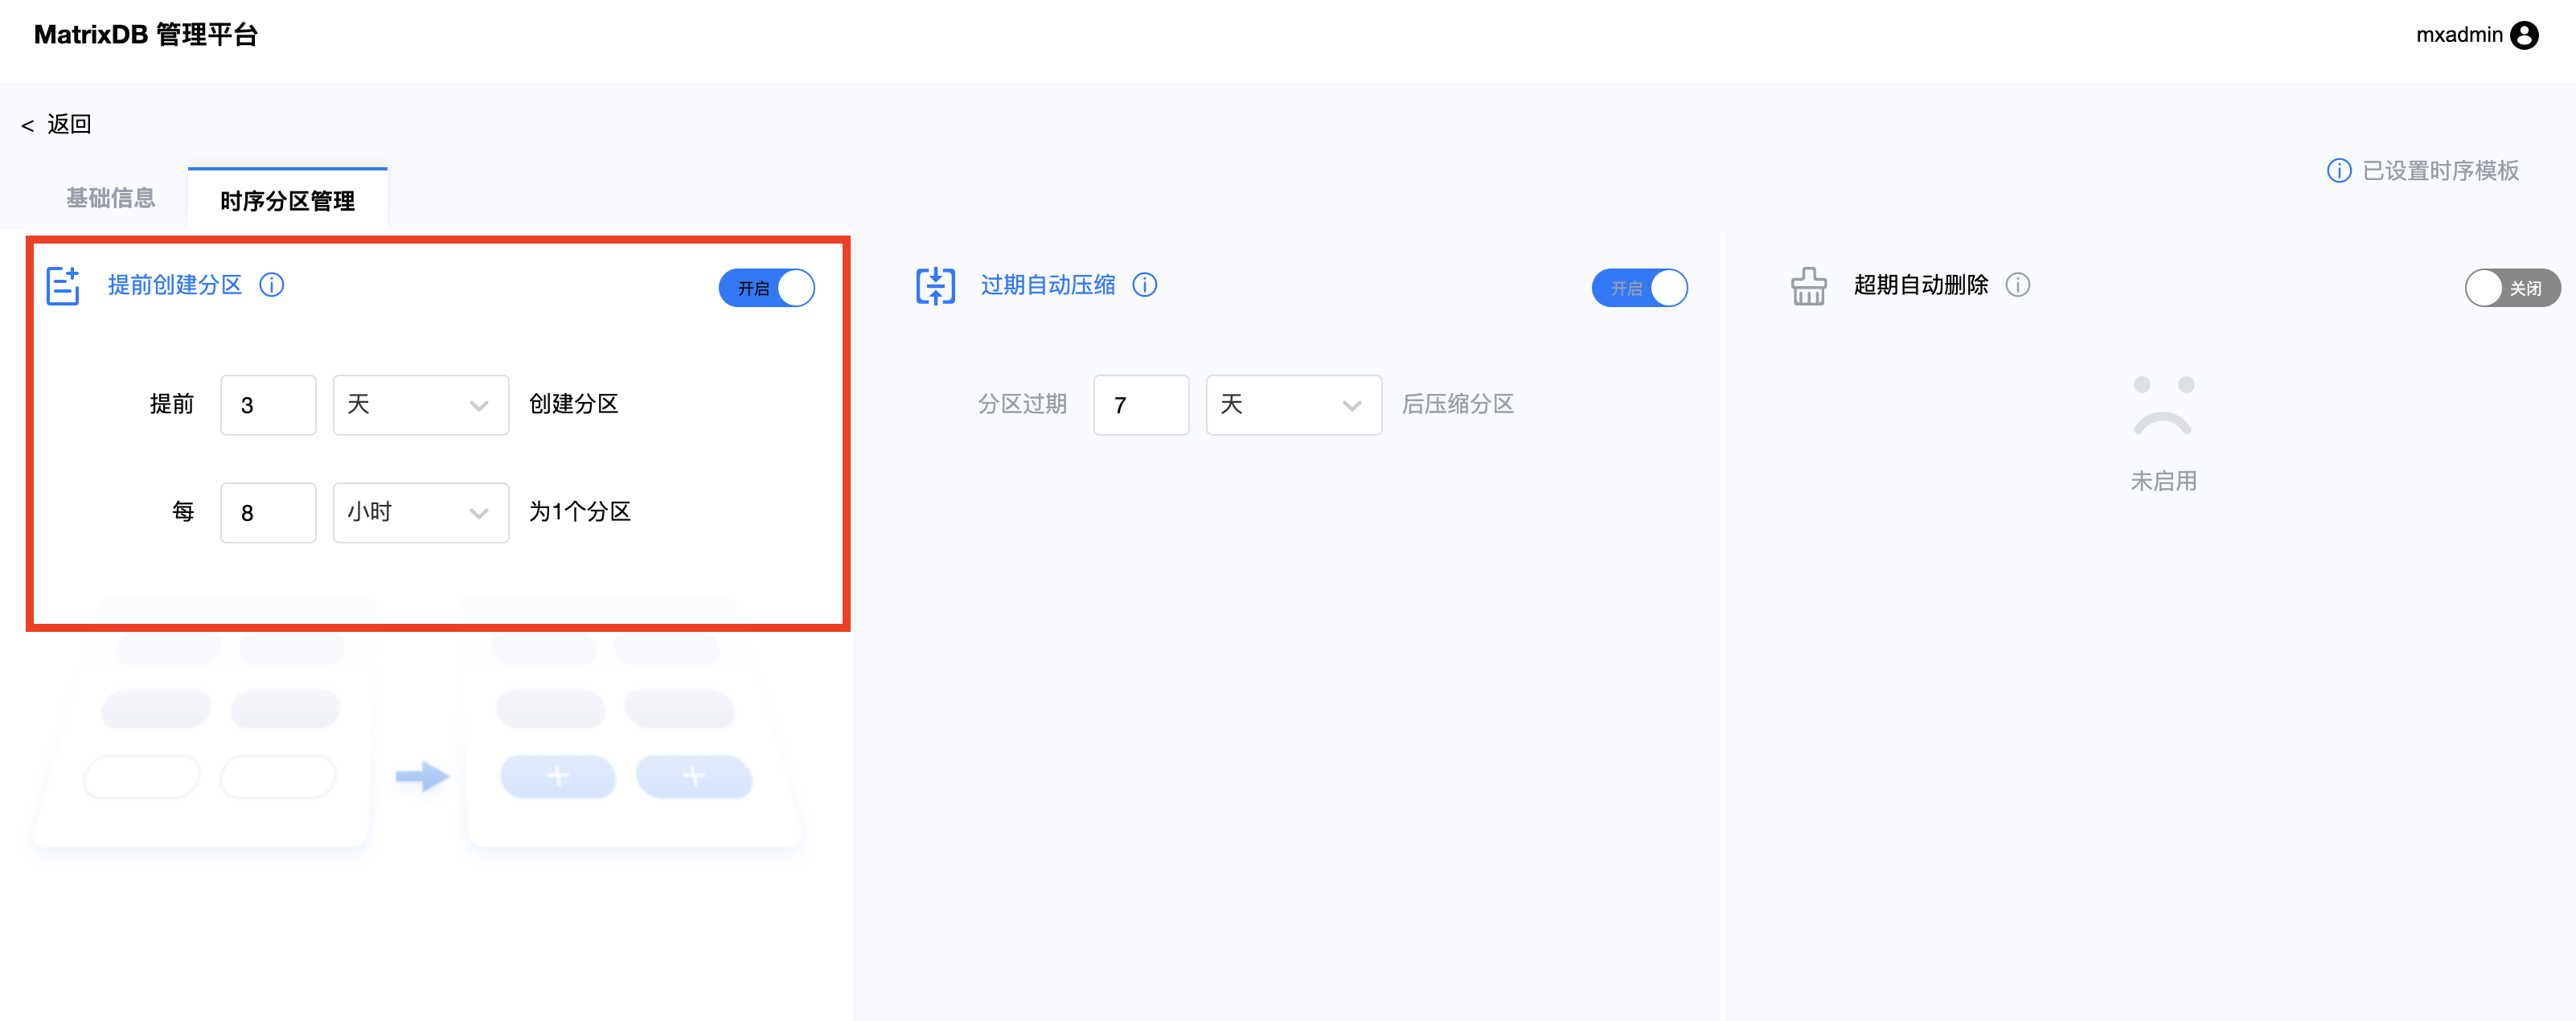 MatrixDB 管理平台
mxadmin
< 返回
已设置时序模板
基础信息
时序分区管理
提前创建分区
开启
提前 3 天 创建分区
每 8 小时 为1个分区
过期自动压缩
开启
分区过期 7 天 后压缩分区
超期自动删除
关闭
未启用